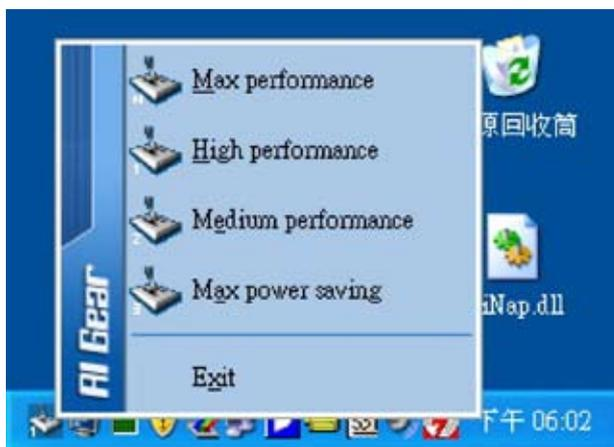 Max performance
High performance
Medium performance
Max power saving
Exit
AI Gear
原回收筒
iNap.dll
下午 06:02